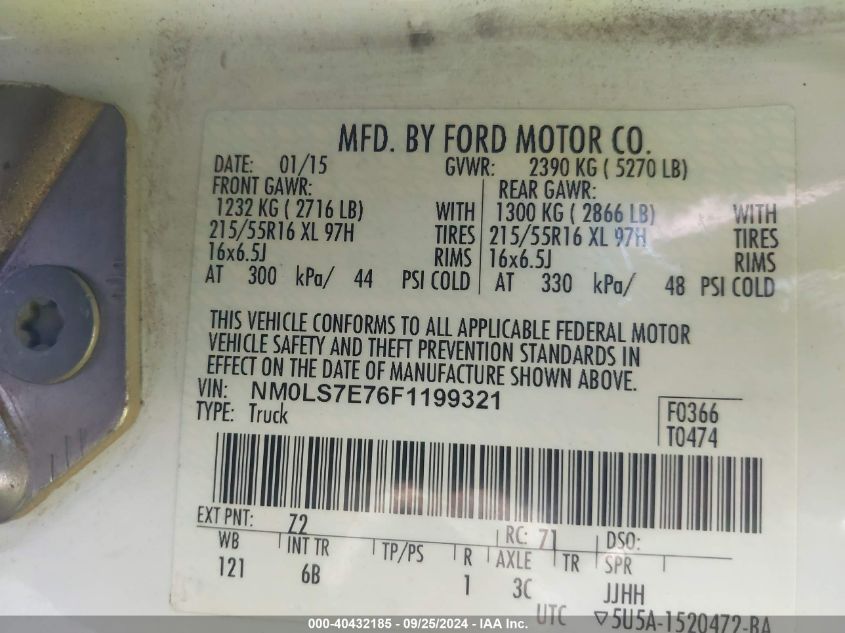 MFD. BY FORD MOTOR CO.
DATE: 01/15 GVWR: 2390 KG ( 5270 LB)
FRONT GAWR: REAR GAWR:
1232 KG ( 2716 LB) WITH 1300 KG ( 2866 LB) WITH
215/55R16 XL 97H TIRES 215/55R16 XL 97H TIRES
16x6.5J RIMS 16x6.5J RIMS
AT 300 kPa/ 44 PSI COLD AT 330 kPa/ 48 PSI COLD
THIS VEHICLE CONFORMS TO ALL APPLICABLE FEDERAL MOTOR
VEHICLE SAFETY AND THEFT PREVENTION STANDARDS IN
EFFECT ON THE DATE OF MANUFACTURE SHOWN ABOVE.
VIN: NM0LS7E76F1199321
TYPE: Truck
F0366
T0474
EXT PNT: Z2 RC: 71 DSO:
WB INT TR TP/PS R AXLE TR SPR
121 6B 1 3C JJHH
UTC ▽5U5A-1520472-BA
000-40432185 - 09/25/2024 - IAA Inc.